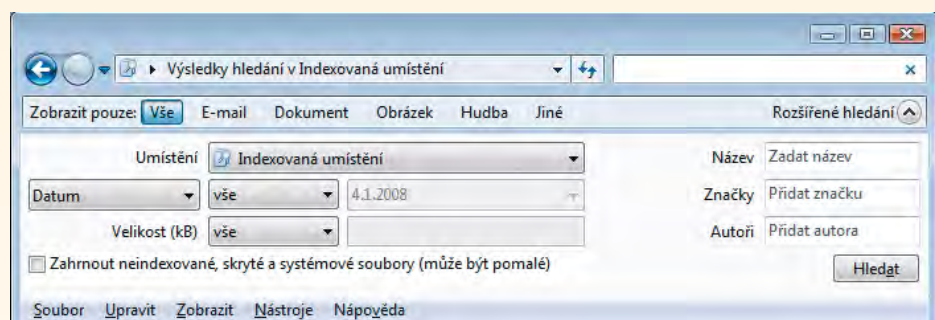 Výsledky hledání v Indexovaná umístění
Zobrazit pouze: Vše E-mail Dokument Obrázek Hudba Jiné Rozšířené hledání
Umístění Indexovaná umístění Název Zadat název
Datum vše 4.1.2008 Značky Přidat značku
Velikost (kB) vše Autoři Přidat autora
Zahrnout neindexované, skryté a systémové soubory (může být pomalé) Hledat
Soubor Upravit Zobrazit Nástroje Nápověda